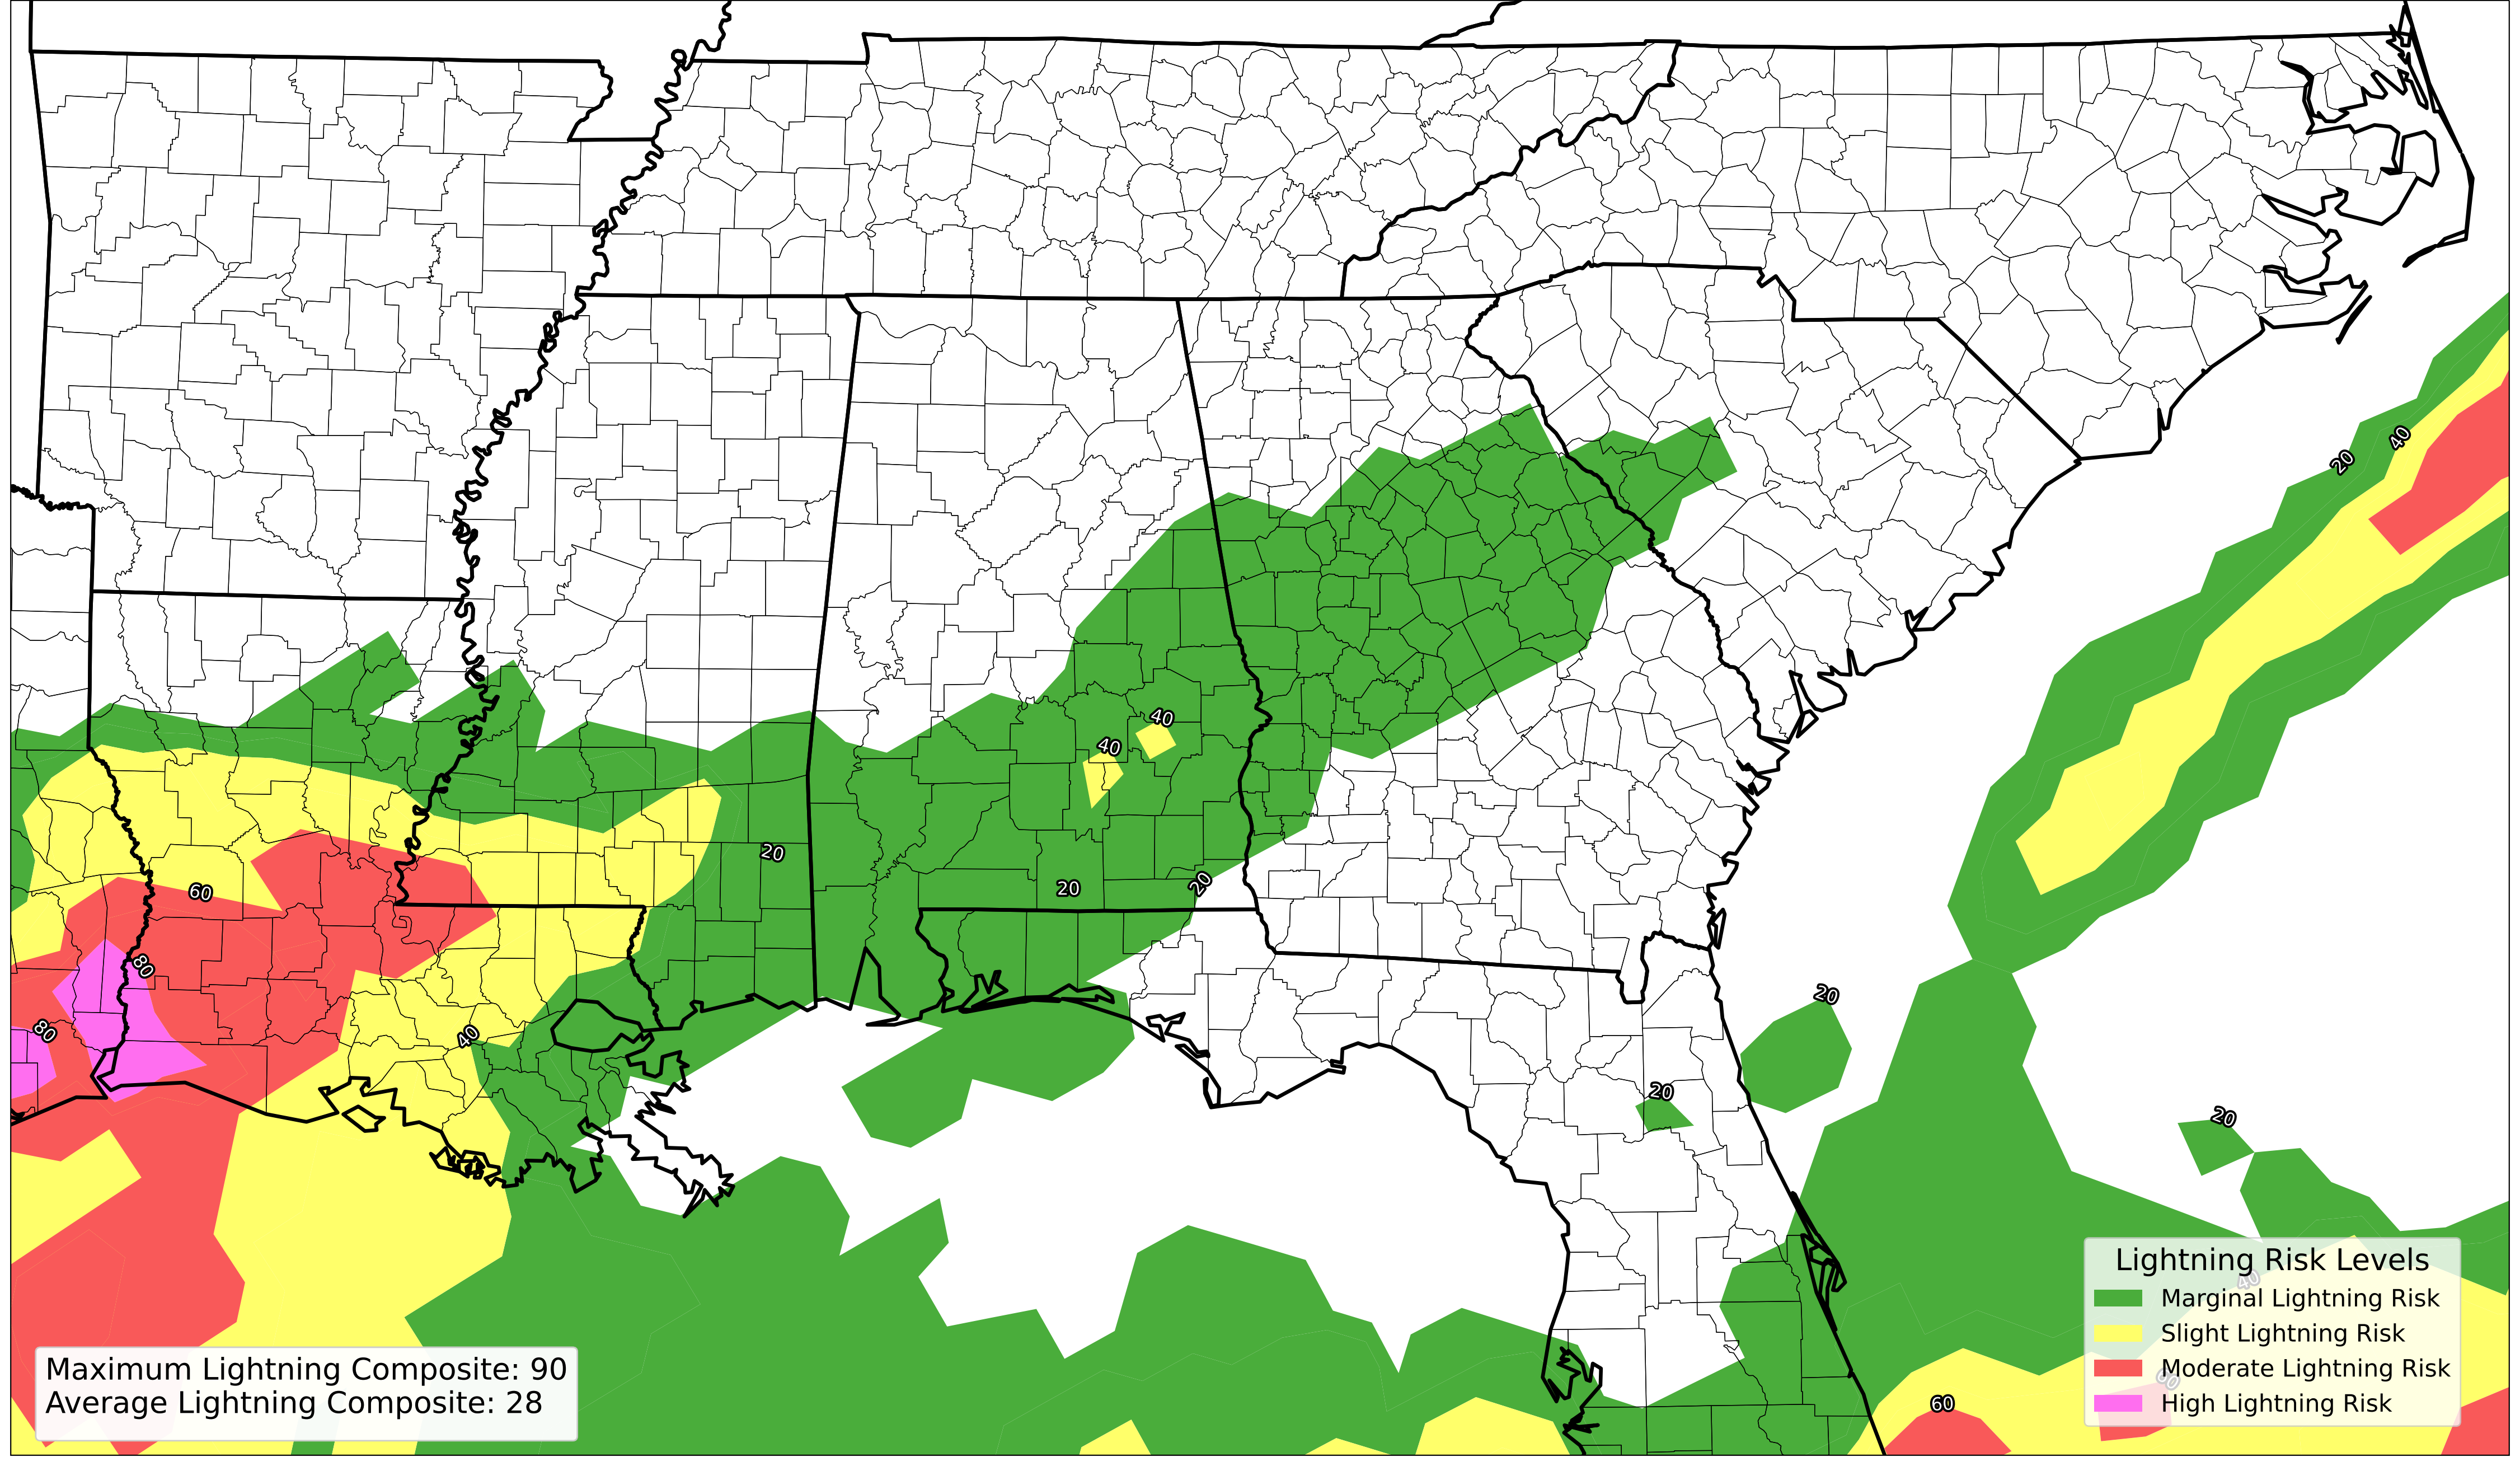 40
20
40
40
20
60
20
20
80
20
80
40
20
20
Lightning Risk Levels
40
Marginal Lightning Risk
Slight Lightning Risk
Maximum Lightning Composite: 90
Moderate Lightning Risk
60
Average Lightning Composite: 28
High Lightning Risk
60